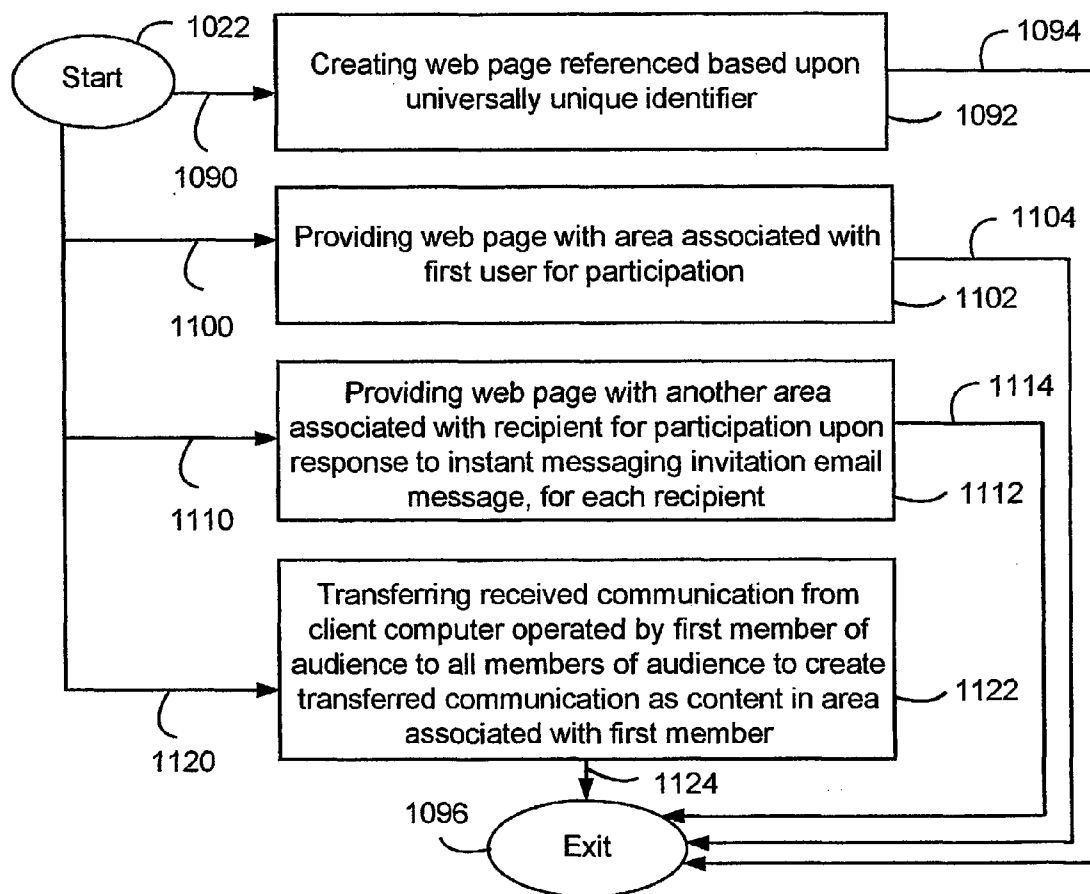 1022
Start
1090
Creating web page referenced based upon
universally unique identifier
1092
1094
1100
Providing web page with area associated with
first user for participation
1102
1104
1110
Providing web page with another area
associated with recipient for participation upon
response to instant messaging invitation email
message, for each recipient
1112
1114
1120
Transferring received communication from
client computer operated by first member of
audience to all members of audience to create
transferred communication as content in area
associated with first member
1122
1124
1096
Exit